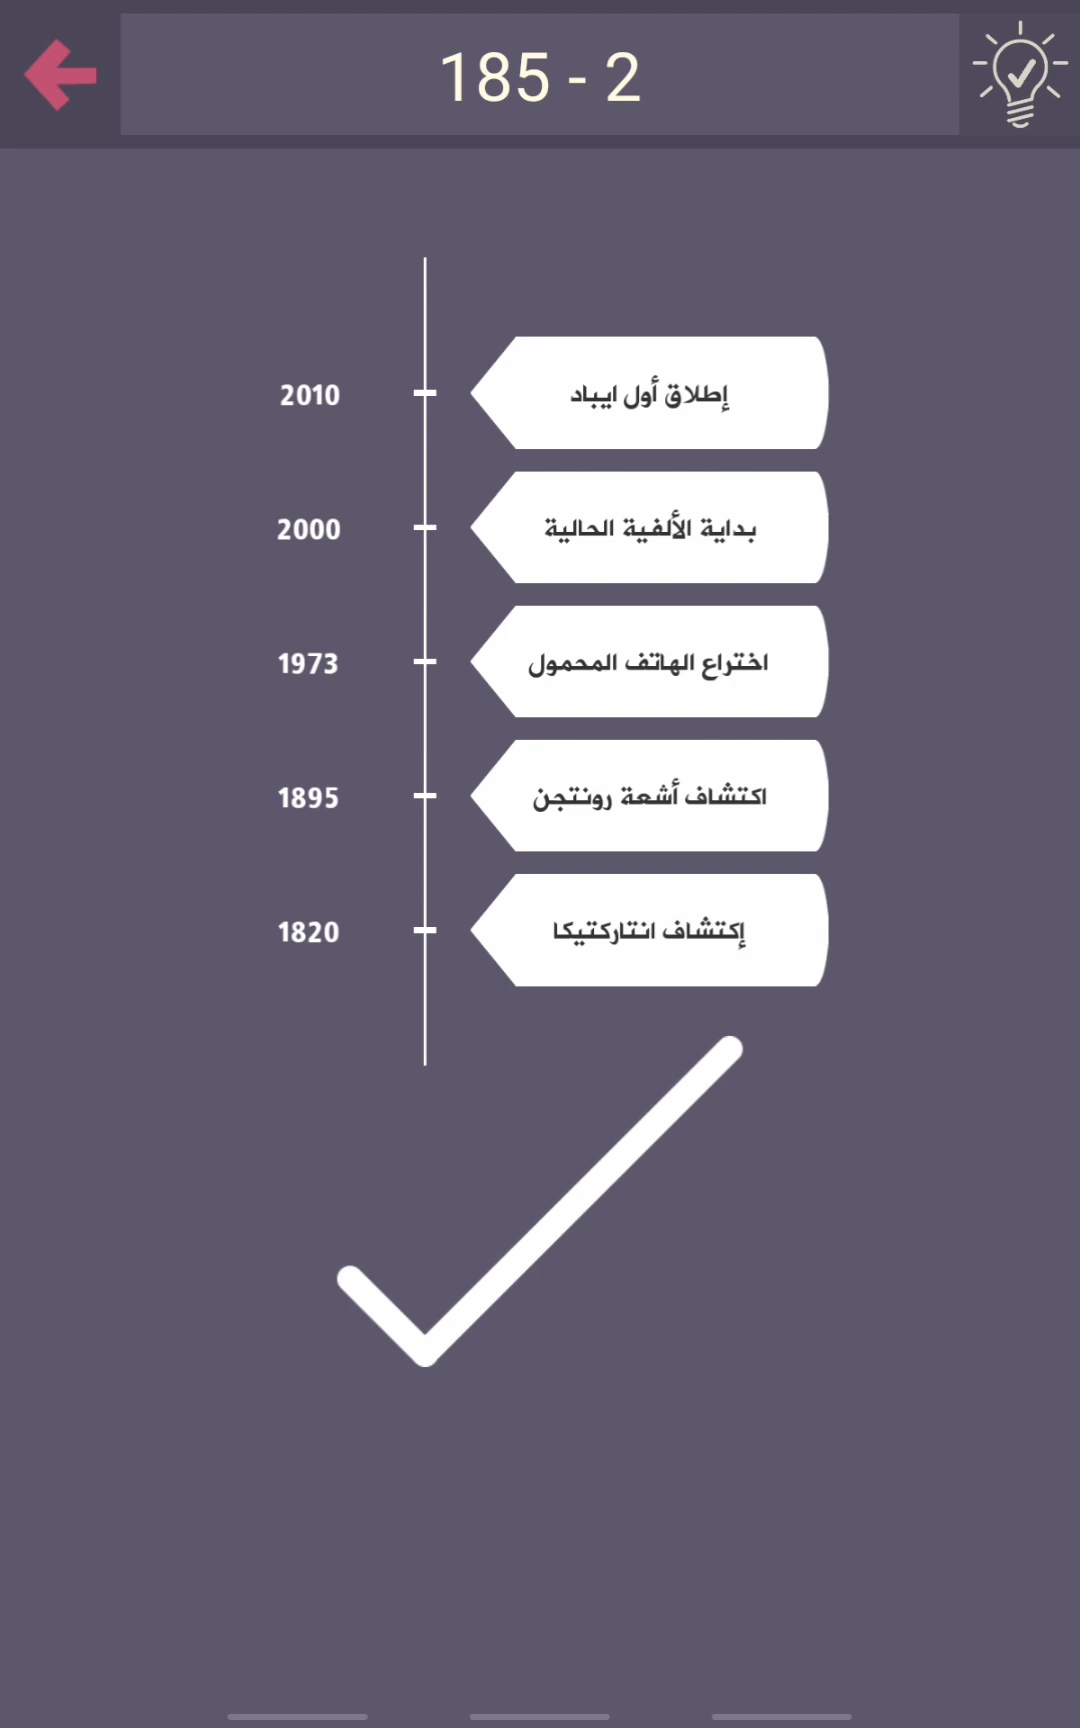 185 - 2
2010 إطلاق أول ايباد
2000 بداية الألفية الحالية
1973 اختراع الهاتف المحمول
1895 اكتشاف أشعة رونتجن
1820 إكتشاف انتاركتيكا